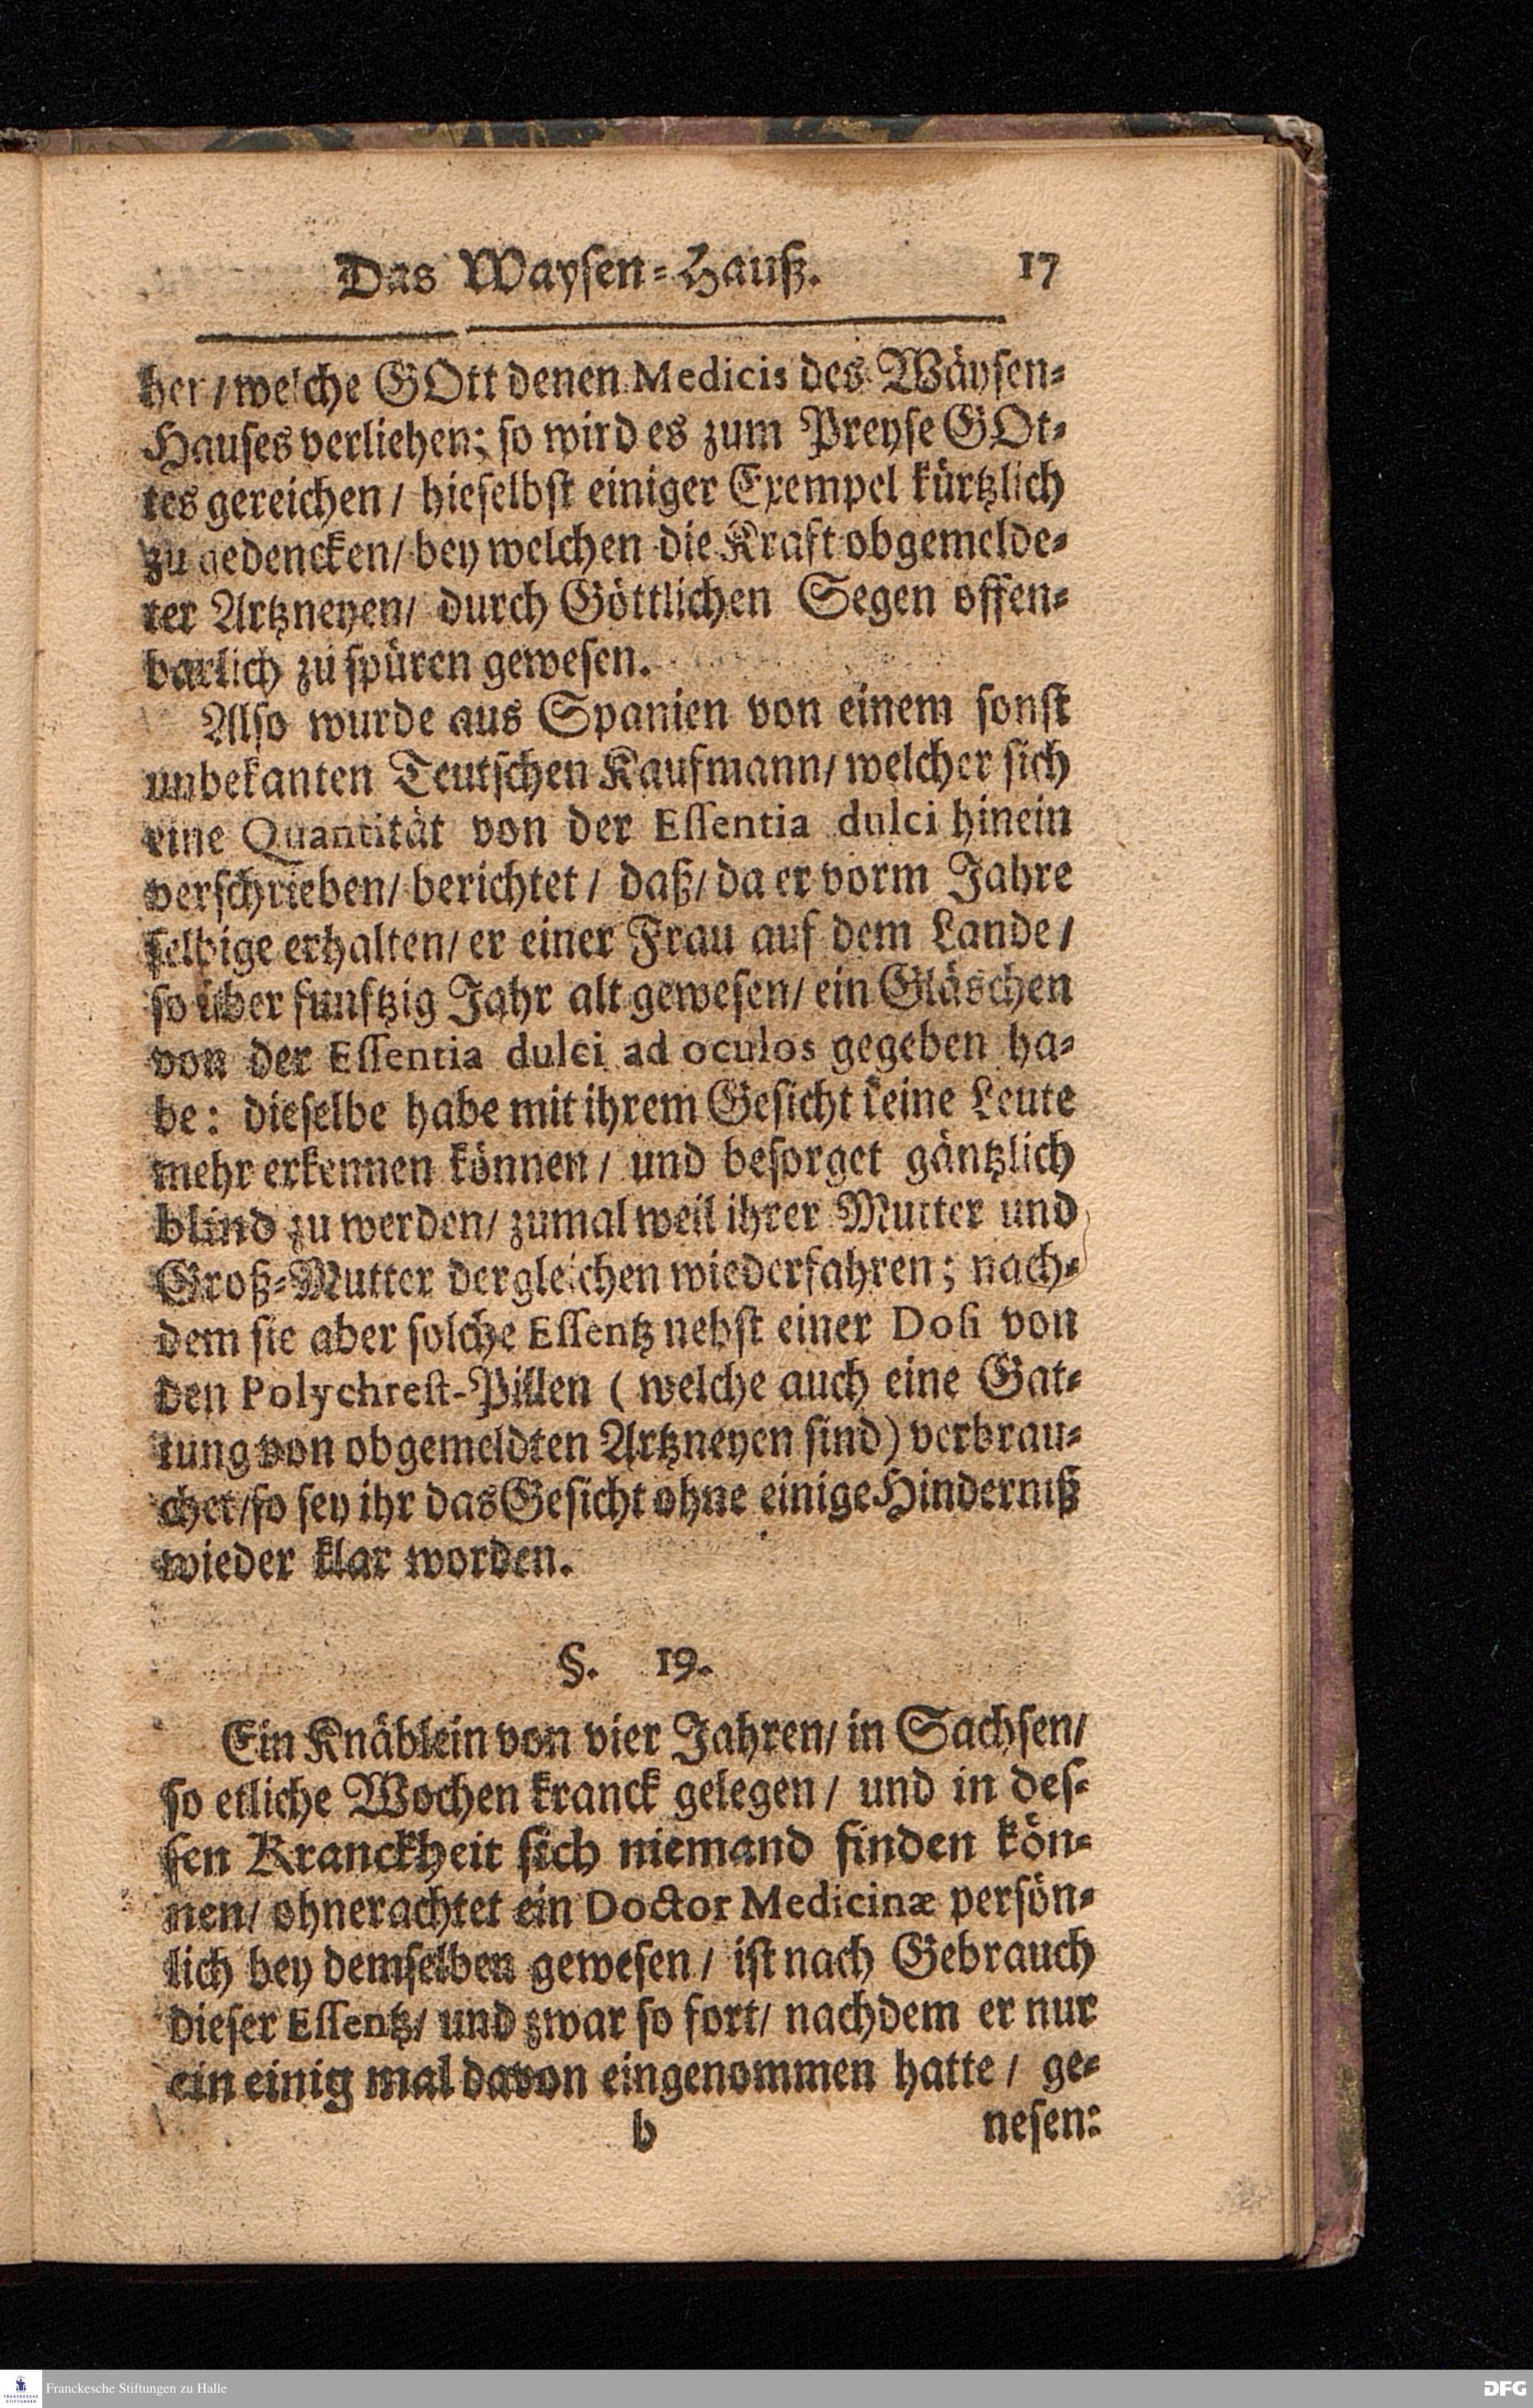 Das Waysen-Hauß. 17
her/ welche GOtt denen Medicis des Wäysen-
Hauses verliehen; so wird es zum Preyse GOt-
tes gereichen/ hieselbst einiger Exempel kürtzlich
zu gedencken/ bey welchen die Kraft obgemelde-
ter Artzneyen/ durch Göttlichen Segen offen-
barlich zu spüren gewesen.
Also wurde aus Spanien von einem sonst
unbekanten Teutschen Kaufmann/ welcher sich
eine Quantität von der Essentia dulci hinein
verschrieben/ berichtet/ daß/ da er vorm Jahre
selbige erhalten/ er einer Frau auf dem Lande/
so über funftzig Jahr alt gewesen/ ein Gläschen
von der Essentia dulci ad oculos gegeben ha-
be: dieselbe habe mit ihrem Gesicht keine Leute
mehr erkennen können/ und besorget gäntzlich
blind zu werden/ zumal weil ihrer Mutter und
Groß-Mutter dergleichen wiederfahren; nach-
dem sie aber solche Essentz nebst einer Dosi von
den Polychrest-Pillen (welche auch eine Gat-
tung von obgemeldten Artzneyen sind) verbrau-
chet/ so sey ihr das Gesicht ohne einige Hinderniß
wieder klar worden.
§. 19.
Ein Knäblein von vier Jahren/ in Sachsen/
so etliche Wochen kranck gelegen/ und in des-
sen Kranckheit sich niemand finden kön-
nen/ ohnerachtet ein Doctor Medicinæ persön-
lich bey demselben gewesen/ ist nach Gebrauch
dieser Essentz/ und zwar so fort/ nachdem er nur
ein einig mal davon eingenommen hatte/ ge-
b nesen:
FRANCKESCHE STIFTUNGEN
Franckesche Stiftungen zu Halle
DFG